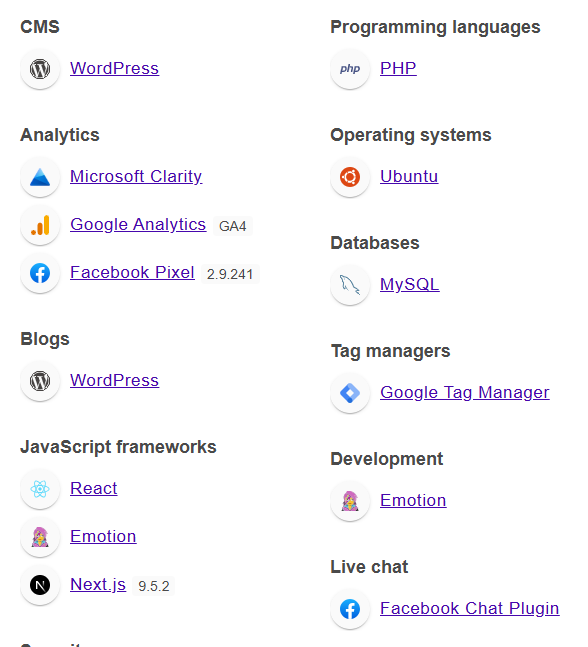 CMS
WordPress
Analytics
Microsoft Clarity
Google Analytics GA4
Facebook Pixel 2.9.241
Blogs
WordPress
JavaScript frameworks
React
Emotion
Next.js 9.5.2
Programming languages
php PHP
Operating systems
Ubuntu
Databases
MySQL
Tag managers
Google Tag Manager
Development
Emotion
Live chat
Facebook Chat Plugin